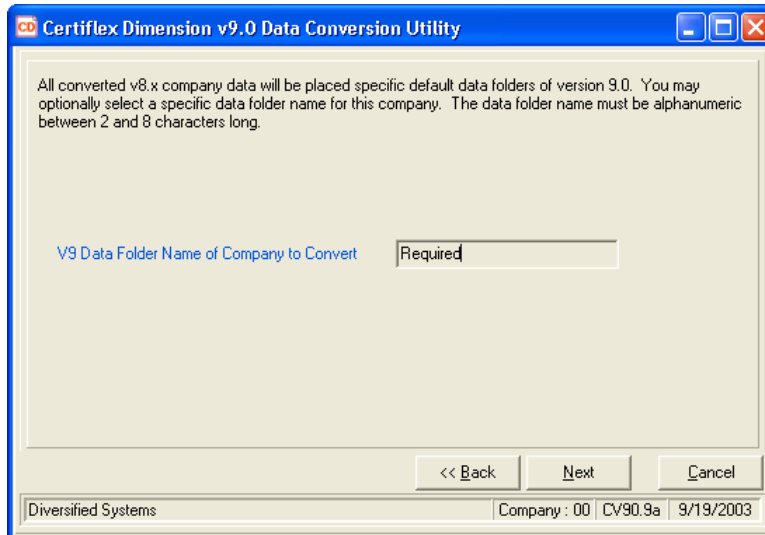 CD Certiflex Dimension v9.0 Data Conversion Utility
All converted v8.x company data will be placed specific default data folders of version 9.0. You may
optionally select a specific data folder name for this company. The data folder name must be alphanumeric
between 2 and 8 characters long.
V9 Data Folder Name of Company to Convert Required
<< Back Next Cancel
Diversified Systems Company : 00 CV90.9a 9/19/2003